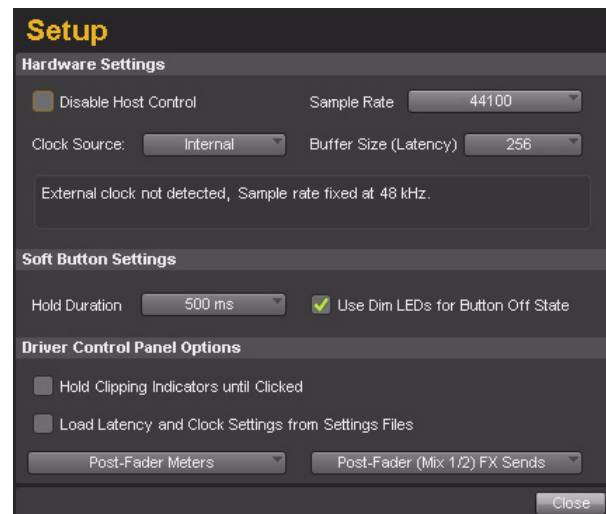 Setup
Hardware Settings
Disable Host Control
Sample Rate 44100
Clock Source: Internal
Buffer Size (Latency) 256
External clock not detected, Sample rate fixed at 48 kHz.
Soft Button Settings
Hold Duration 500 ms
Use Dim LEDs for Button Off State
Driver Control Panel Options
Hold Clipping Indicators until Clicked
Load Latency and Clock Settings from Settings Files
Post-Fader Meters
Post-Fader (Mix 1/2) FX Sends
Close